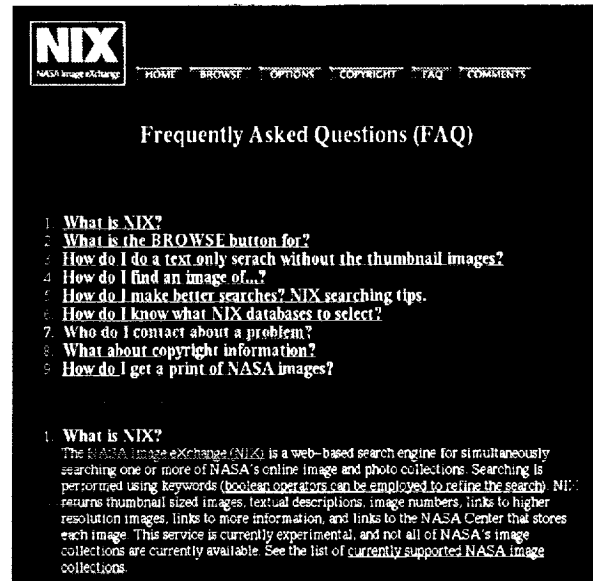 NIX
NASA Image eXchange
HOME BROWSE OPTIONS COPYRIGHT FAQ COMMENTS
Frequently Asked Questions (FAQ)
1. What is NIX?
2. What is the BROWSE button for?
3. How do I do a text only serach without the thumbnail images?
4. How do I find an image of...?
5. How do I make better searches? NIX searching tips.
6. How do I know what NIX databases to select?
7. Who do I contact about a problem?
8. What about copyright information?
9. How do I get a print of NASA images?
1. What is NIX?
The NASA Image eXchange (NIX) is a web-based search engine for simultaneously
searching one or more of NASA's online image and photo collections. Searching is
performed using keywords (boolean operators can be employed to refine the search). NIX
returns thumbnail sized images, textual descriptions, image numbers, links to higher
resolution images, links to more information, and links to the NASA Center that stores
each image. This service is currently experimental, and not all of NASA's image
collections are currently available. See the list of currently supported NASA image
collections.